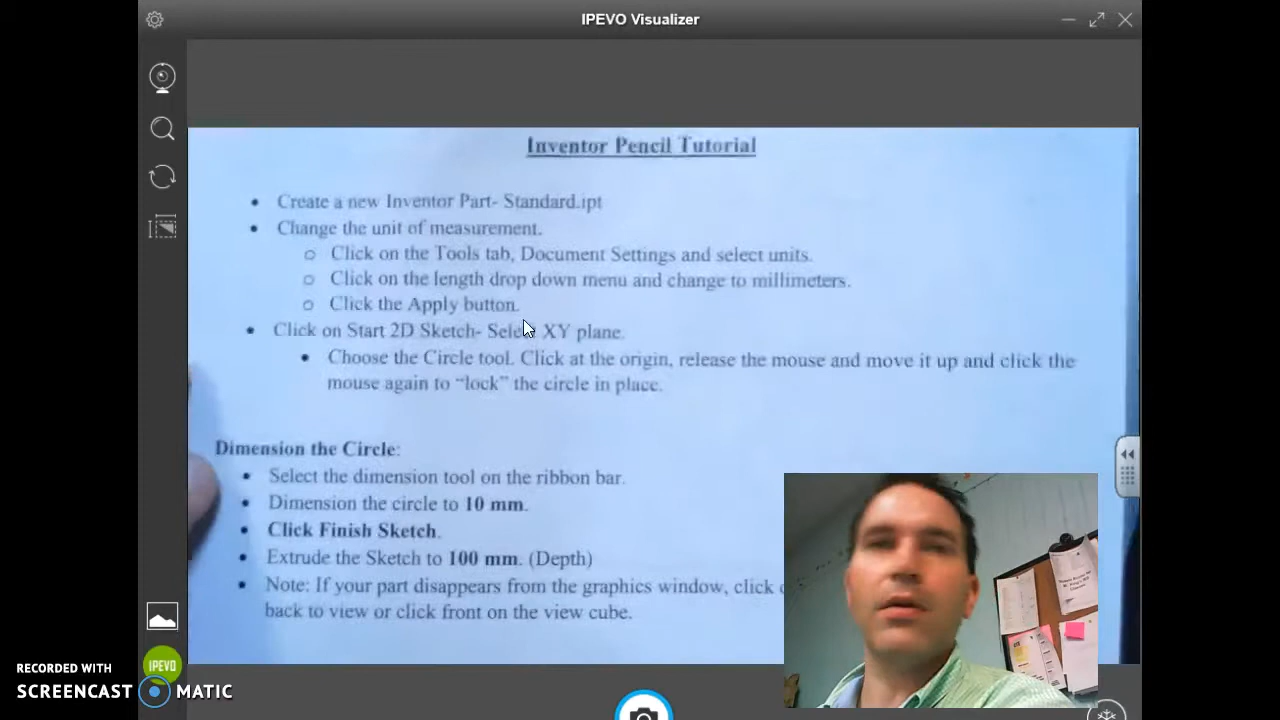 IPEVO Visualizer
Inventor Pencil Tutorial
• Create a new Inventor Part- Standard.ipt
• Change the unit of measurement.
o Click on the Tools tab, Document Settings and select units.
o Click on the length drop down menu and change to millimeters.
o Click the Apply button.
• Click on Start 2D Sketch- Select XY plane.
• Choose the Circle tool. Click at the origin, release the mouse and move it up and click the
mouse again to “lock” the circle in place.
Dimension the Circle:
• Select the dimension tool on the ribbon bar.
• Dimension the circle to 10 mm.
• Click Finish Sketch.
• Extrude the Sketch to 100 mm. (Depth)
• Note: If your part disappears from the graphics window, click
back to view or click front on the view cube.
IPEVO
RECORDED WITH
SCREENCAST MATIC